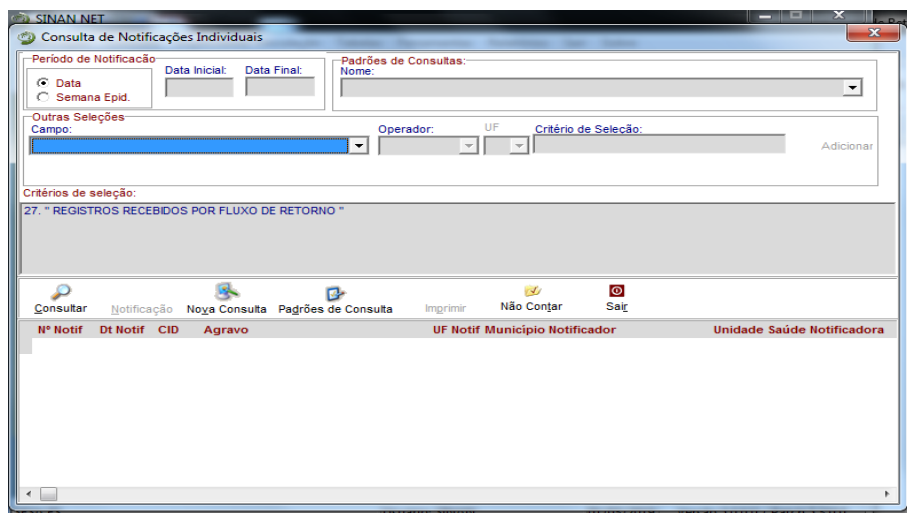 SINAN NET
Consulta de Notificações Individuais
Período de Notificacão
Data Inicial: Data Final:
Data
Semana Epid.
Padrões de Consultas:
Nome:
Outras Seleções
Campo: Operador: UF Critério de Seleção:
Adicionar
Critérios de seleção:
27. " REGISTROS RECEBIDOS POR FLUXO DE RETORNO "
Consultar Notificação Nova Consulta Padrões de Consulta Imprimir Não Contar Sair
Nº Notif Dt Notif CID Agravo UF Notif Município Notificador Unidade Saúde Notificadora